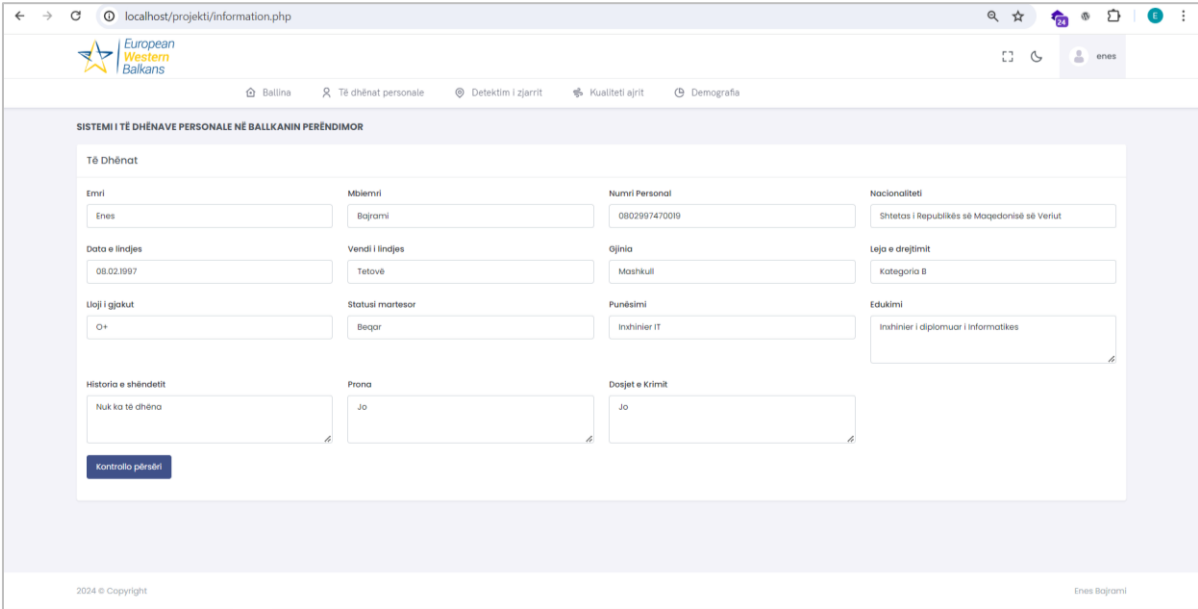 localhost/projekti/information.php
24
E
European
Western
Balkans
enes
Ballina Të dhënat personale Detektim i zjarrit Kualiteti ajrit Demografia
SISTEMI I TË DHËNAVE PERSONALE NË BALLKANIN PERËNDIMOR
Të Dhënat
Emri Mbiemri Numri Personal Nacionaliteti
Enes Bajrami 0802997470019 Shtetas i Republikës së Maqedonisë së Veriut
Data e lindjes Vendi i lindjes Gjinia Leja e drejtimit
08.02.1997 Tetovë Mashkull Kategoria B
Lloji i gjakut Statusi martesor Punësimi Edukimi
O+ Beqar Inxhinier IT Inxhinier i diplomuar i Informatikes
Historia e shëndetit Prona Dosjet e Krimit
Nuk ka të dhëna Jo Jo
Kontrollo përsëri
2024 © Copyright Enes Bajrami